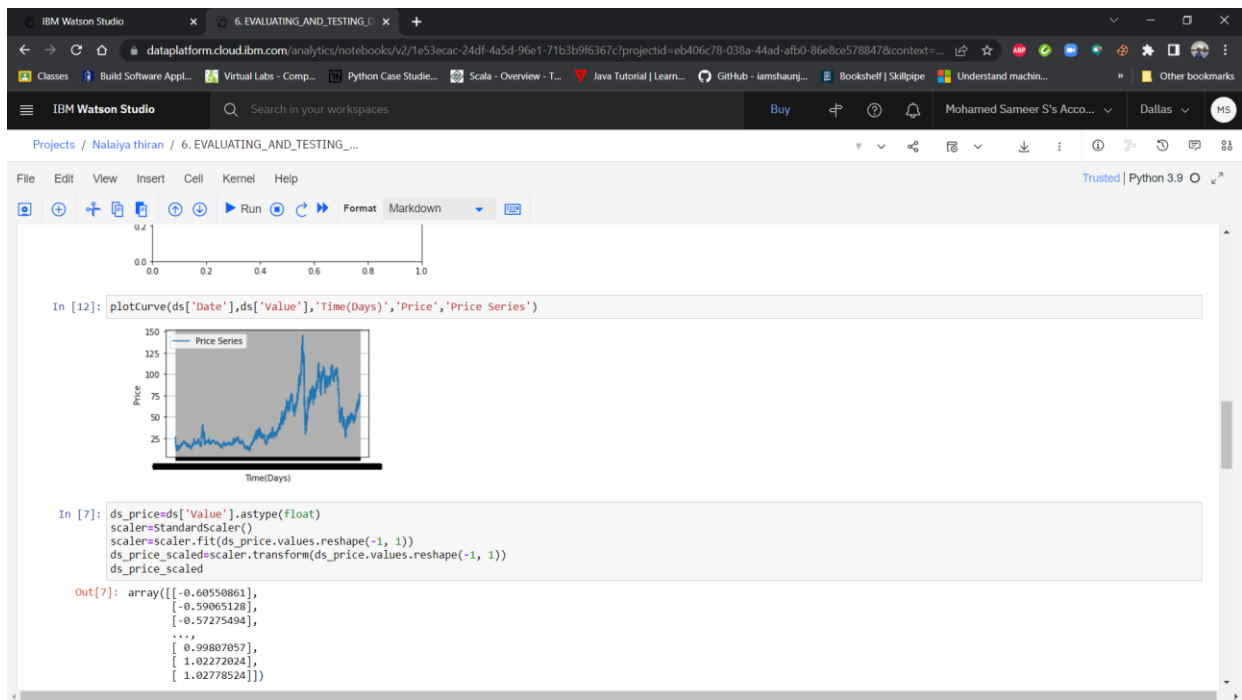 IBM Watson Studio
6. EVALUATING_AND_TESTING_D
dataplatform.cloud.ibm.com/analytics/notebooks/v2/1e53ecac-24df-4a5d-96e1-71b3b9f6367c?projectid=eb406c78-038a-44ad-afb0-86e8ce578847&context=...
Classes Build Software Appl... Virtual Labs - Comp... Python Case Studie... Scala - Overview - T... Java Tutorial | Learn... GitHub - iamshaunj... Bookshelf | Skillpipe Understand machin... » Other bookmarks
IBM Watson Studio Search in your workspaces Buy Mohamed Sameer S's Acco... Dallas MS
Projects / Nalaiya thiran / 6. EVALUATING_AND_TESTING_...
File Edit View Insert Cell Kernel Help Trusted | Python 3.9
Run Format Markdown
0.2
0.0
0.0 0.2 0.4 0.6 0.8 1.0
In [12]: plotCurve(ds['Date'],ds['Value'],'Time(Days)','Price','Price Series')
150
Price Series
125
100
Price
75
50
25
Time(Days)
In [7]: ds_price=ds['Value'].astype(float)
scaler=StandardScaler()
scaler=scaler.fit(ds_price.values.reshape(-1, 1))
ds_price_scaled=scaler.transform(ds_price.values.reshape(-1, 1))
ds_price_scaled
Out[7]: array([[-0.60550861],
[-0.59065128],
[-0.57275494],
...,
[ 0.99807057],
[ 1.02272024],
[ 1.02778524]])